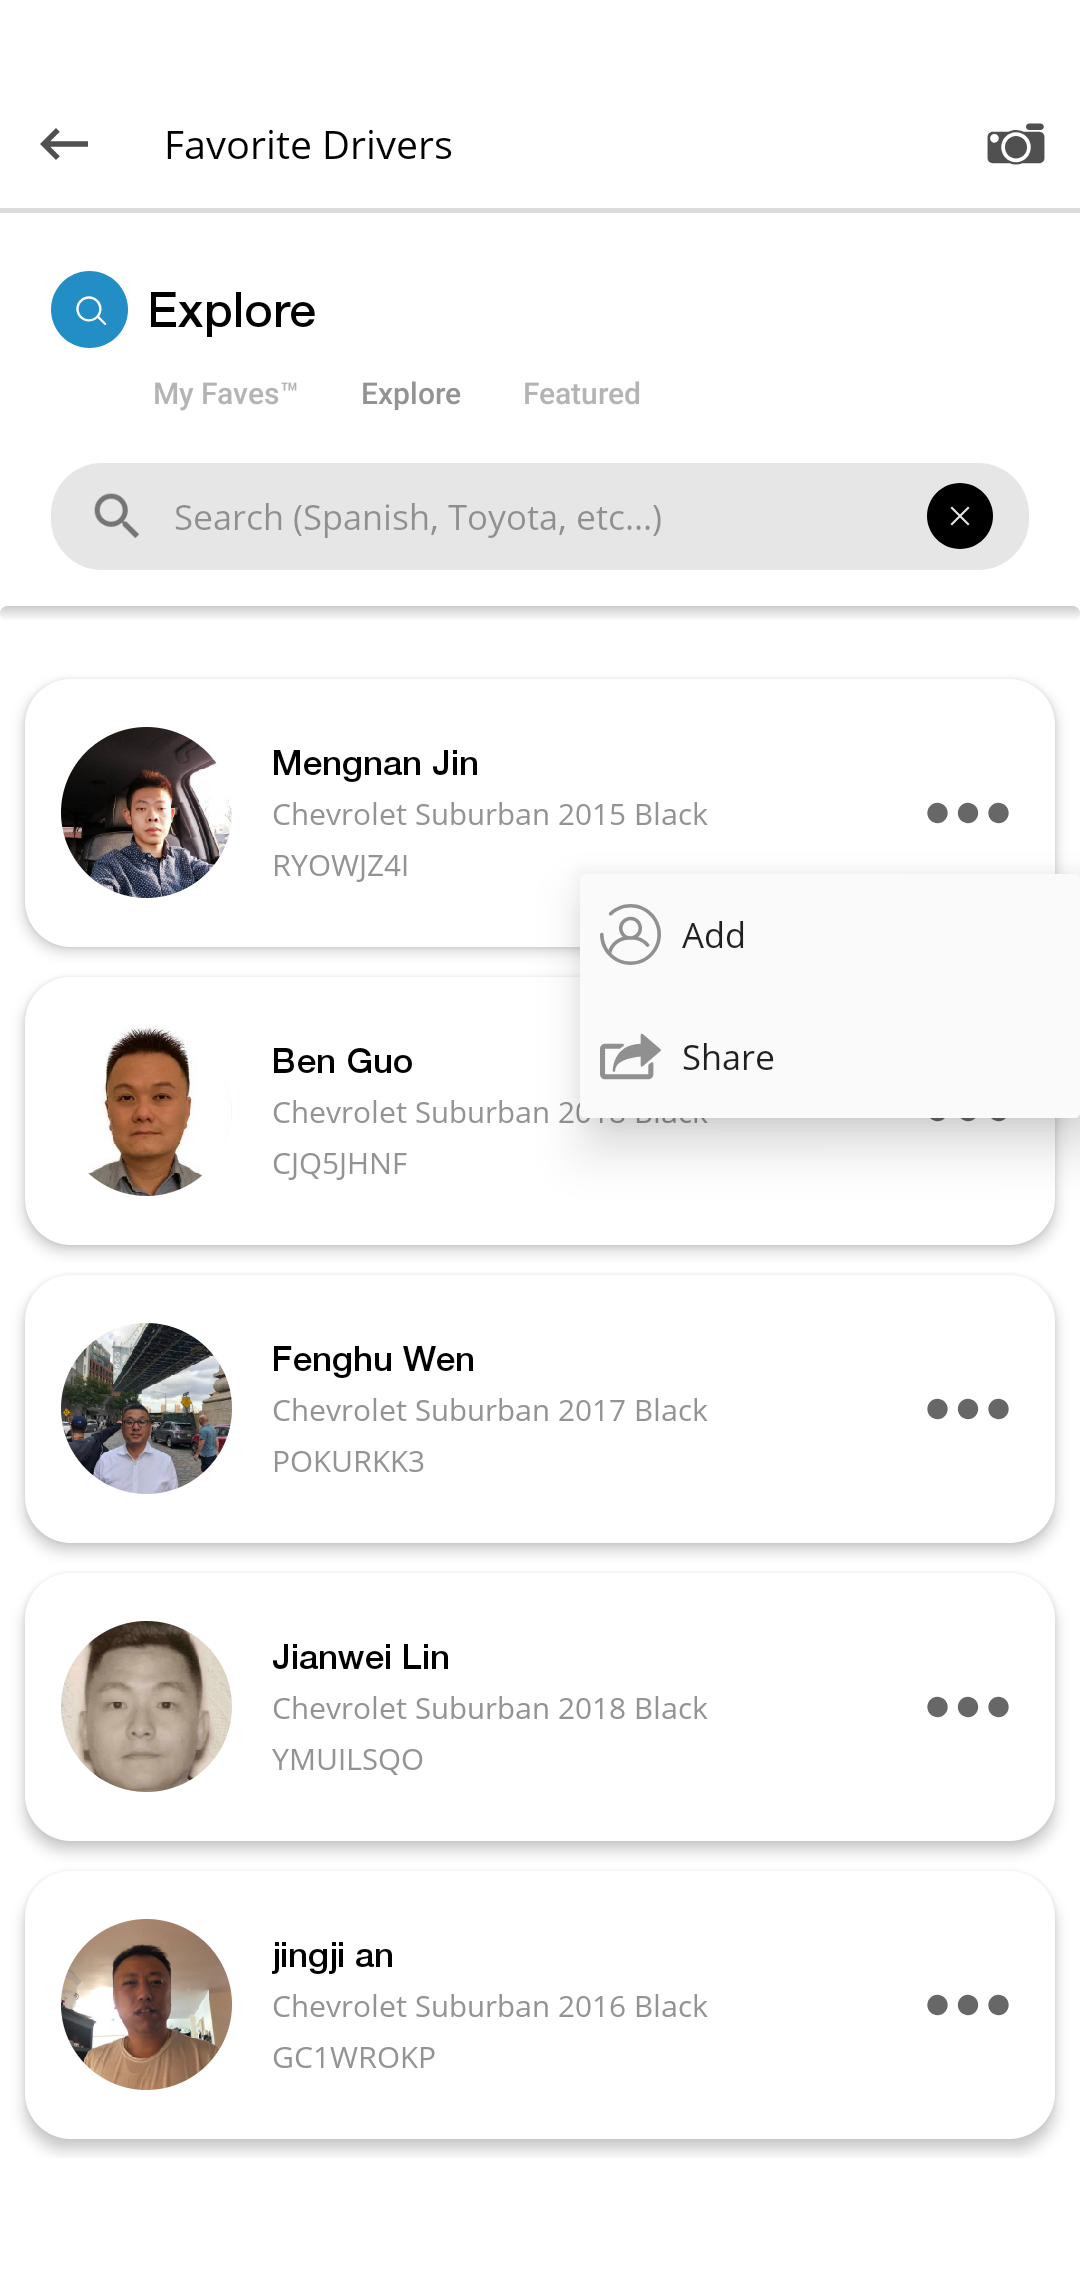 Favorite Drivers
Explore
My Faves™ Explore Featured
Search (Spanish, Toyota, etc...)
Mengnan Jin
Chevrolet Suburban 2015 Black
RYOWJZ4I
Add
Share
Ben Guo
Chevrolet Suburban
CJQ5JHNF
Fenghu Wen
Chevrolet Suburban 2017 Black
POKURKK3
Jianwei Lin
Chevrolet Suburban 2018 Black
YMUILSQO
jingji an
Chevrolet Suburban 2016 Black
GC1WROKP